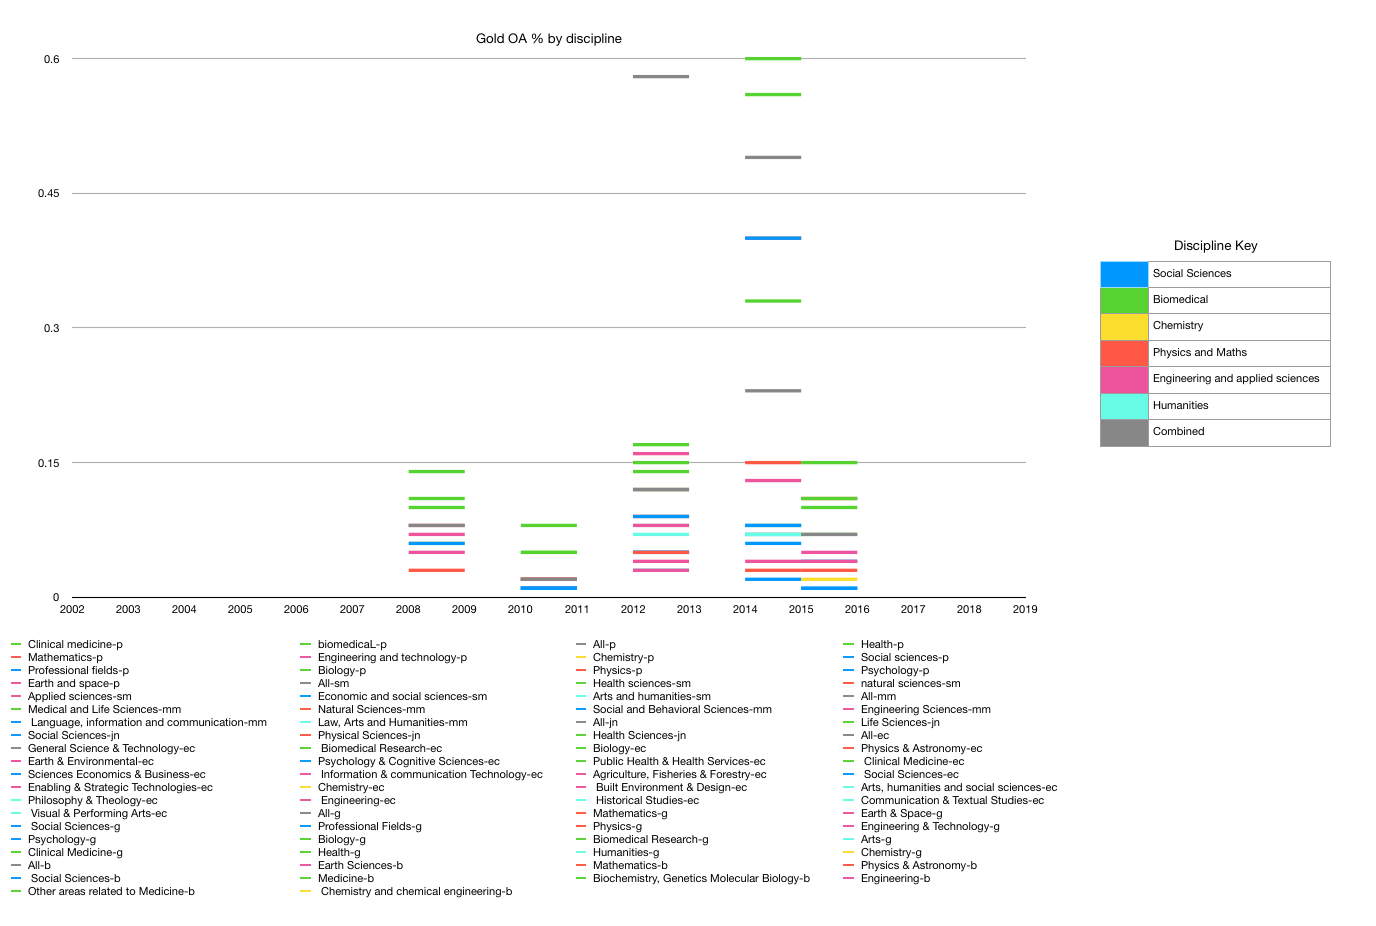 Gold OA % by discipline
0.6
0.45
0.3
0.15
0
2002 2003 2004 2005 2006 2007 2008 2009 2010 2011 2012 2013 2014 2015 2016 2017 2018 2019
Discipline Key
Social Sciences
Biomedical
Chemistry
Physics and Maths
Engineering and applied sciences
Humanities
Combined
Clinical medicine-p biomedicaL-p All-p Health-p
Mathematics-p Engineering and technology-p Chemistry-p Social sciences-p
Professional fields-p Biology-p Physics-p Psychology-p
Earth and space-p All-sm Health sciences-sm natural sciences-sm
Applied sciences-sm Economic and social sciences-sm Arts and humanities-sm All-mm
Medical and Life Sciences-mm Natural Sciences-mm Social and Behavioral Sciences-mm Engineering Sciences-mm
Language, information and communication-mm Law, Arts and Humanities-mm All-jn Life Sciences-jn
Social Sciences-jn Physical Sciences-jn Health Sciences-jn All-ec
General Science & Technology-ec Biomedical Research-ec Biology-ec Physics & Astronomy-ec
Earth & Environmental-ec Psychology & Cognitive Sciences-ec Public Health & Health Services-ec Clinical Medicine-ec
Sciences Economics & Business-ec Information & communication Technology-ec Agriculture, Fisheries & Forestry-ec Social Sciences-ec
Enabling & Strategic Technologies-ec Chemistry-ec Built Environment & Design-ec Arts, humanities and social sciences-ec
Philosophy & Theology-ec Engineering-ec Historical Studies-ec Communication & Textual Studies-ec
Visual & Performing Arts-ec All-g Mathematics-g Earth & Space-g
Social Sciences-g Professional Fields-g Physics-g Engineering & Technology-g
Psychology-g Biology-g Biomedical Research-g Arts-g
Clinical Medicine-g Health-g Humanities-g Chemistry-g
All-b Earth Sciences-b Mathematics-b Physics & Astronomy-b
Social Sciences-b Medicine-b Biochemistry, Genetics Molecular Biology-b Engineering-b
Other areas related to Medicine-b Chemistry and chemical engineering-b